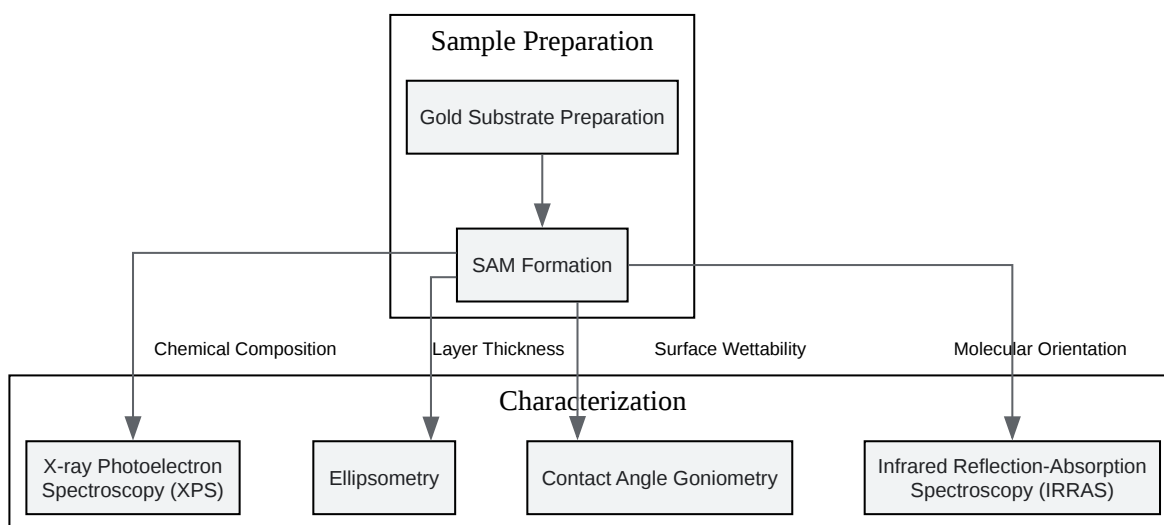 Sample Preparation
Gold Substrate Preparation
SAM Formation
Chemical Composition
Layer Thickness
Surface Wettability
Molecular Orientation
Characterization
X-ray Photoelectron
Spectroscopy (XPS)
Ellipsometry
Contact Angle Goniometry
Infrared Reflection-Absorption
Spectroscopy (IRRAS)